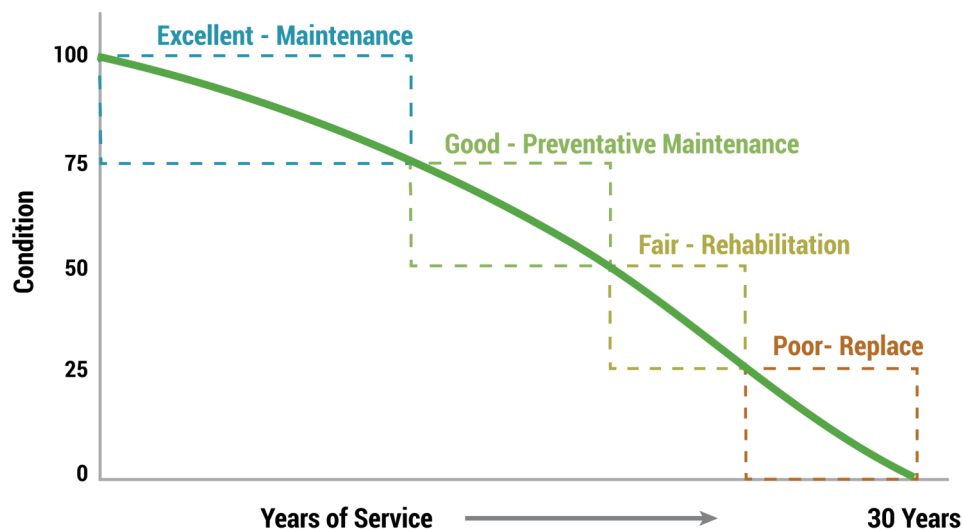 Excellent - Maintenance
100
Good - Preventative Maintenance
75
Fair - Rehabilitation
50
Condition
Poor- Replace
25
0
Years of Service
30 Years